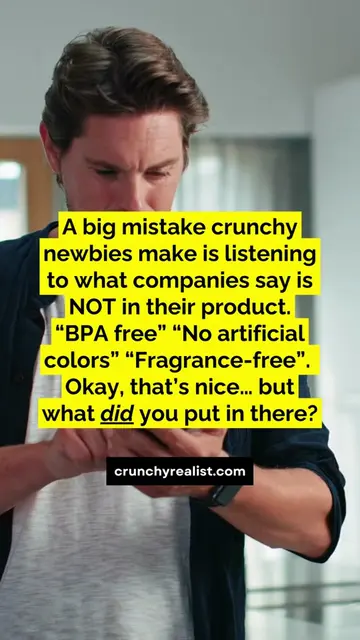 A big mistake crunchy
newbies make is listening
to what companies say is
NOT in their product.
“BPA free” “No artificial
colors” “Fragrance-free”.
Okay, that’s nice... but
what did you put in there?
crunchyrealist.com